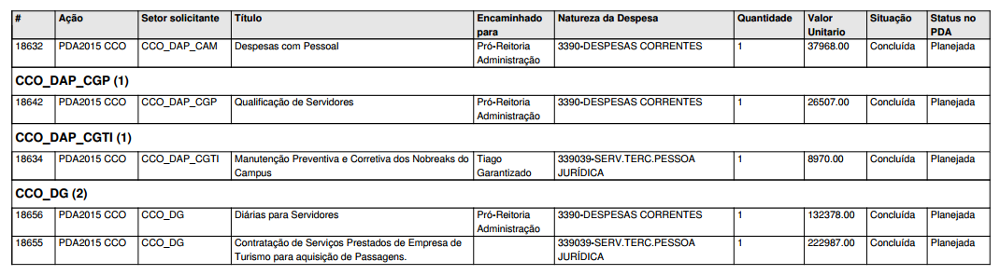 # Ação Setor solicitante Título Encaminhado para Natureza da Despesa Quantidade Valor Unitario Situação Status no PDA
18632 PDA2015 CCO CCO_DAP_CAM Despesas com Pessoal Pró-Reitoria Administração 3390-DESPESAS CORRENTES 1 37968.00 Concluída Planejada
CCO_DAP_CGP (1)
18642 PDA2015 CCO CCO_DAP_CGP Qualificação de Servidores Pró-Reitoria Administração 3390-DESPESAS CORRENTES 1 26507.00 Concluída Planejada
CCO_DAP_CGTI (1)
18634 PDA2015 CCO CCO_DAP_CGTI Manutenção Preventiva e Corretiva dos Nobreaks do Campus Tiago Garantizado 339039-SERV.TERC.PESSOA JURÍDICA 1 8970.00 Concluída Planejada
CCO_DG (2)
18656 PDA2015 CCO CCO_DG Diárias para Servidores Pró-Reitoria Administração 3390-DESPESAS CORRENTES 1 132378.00 Concluída Planejada
18655 PDA2015 CCO CCO_DG Contratação de Serviços Prestados de Empresa de Turismo para aquisição de Passagens. 339039-SERV.TERC.PESSOA JURÍDICA 1 222987.00 Concluída Planejada